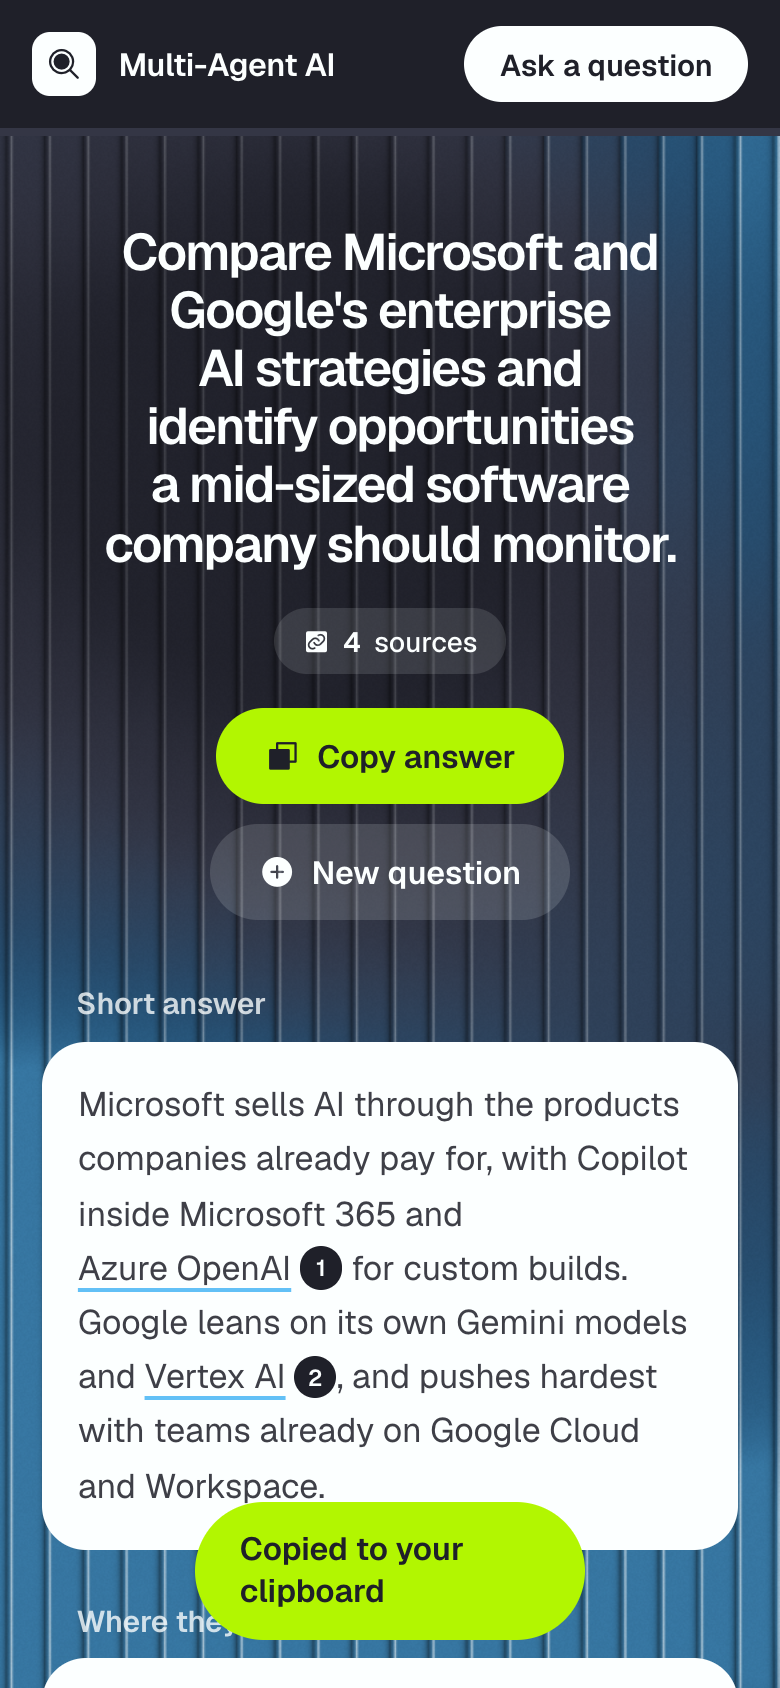 Multi-Agent AI
Ask a question
Compare Microsoft and
Google's enterprise
AI strategies and
identify opportunities
a mid-sized software
company should monitor.
4 sources
Copy answer
New question
Short answer
Microsoft sells AI through the products
companies already pay for, with Copilot
inside Microsoft 365 and
Azure OpenAI 1 for custom builds.
Google leans on its own Gemini models
and Vertex AI 2, and pushes hardest
with teams already on Google Cloud
and Workspace.
Copied to your
clipboard
Where they